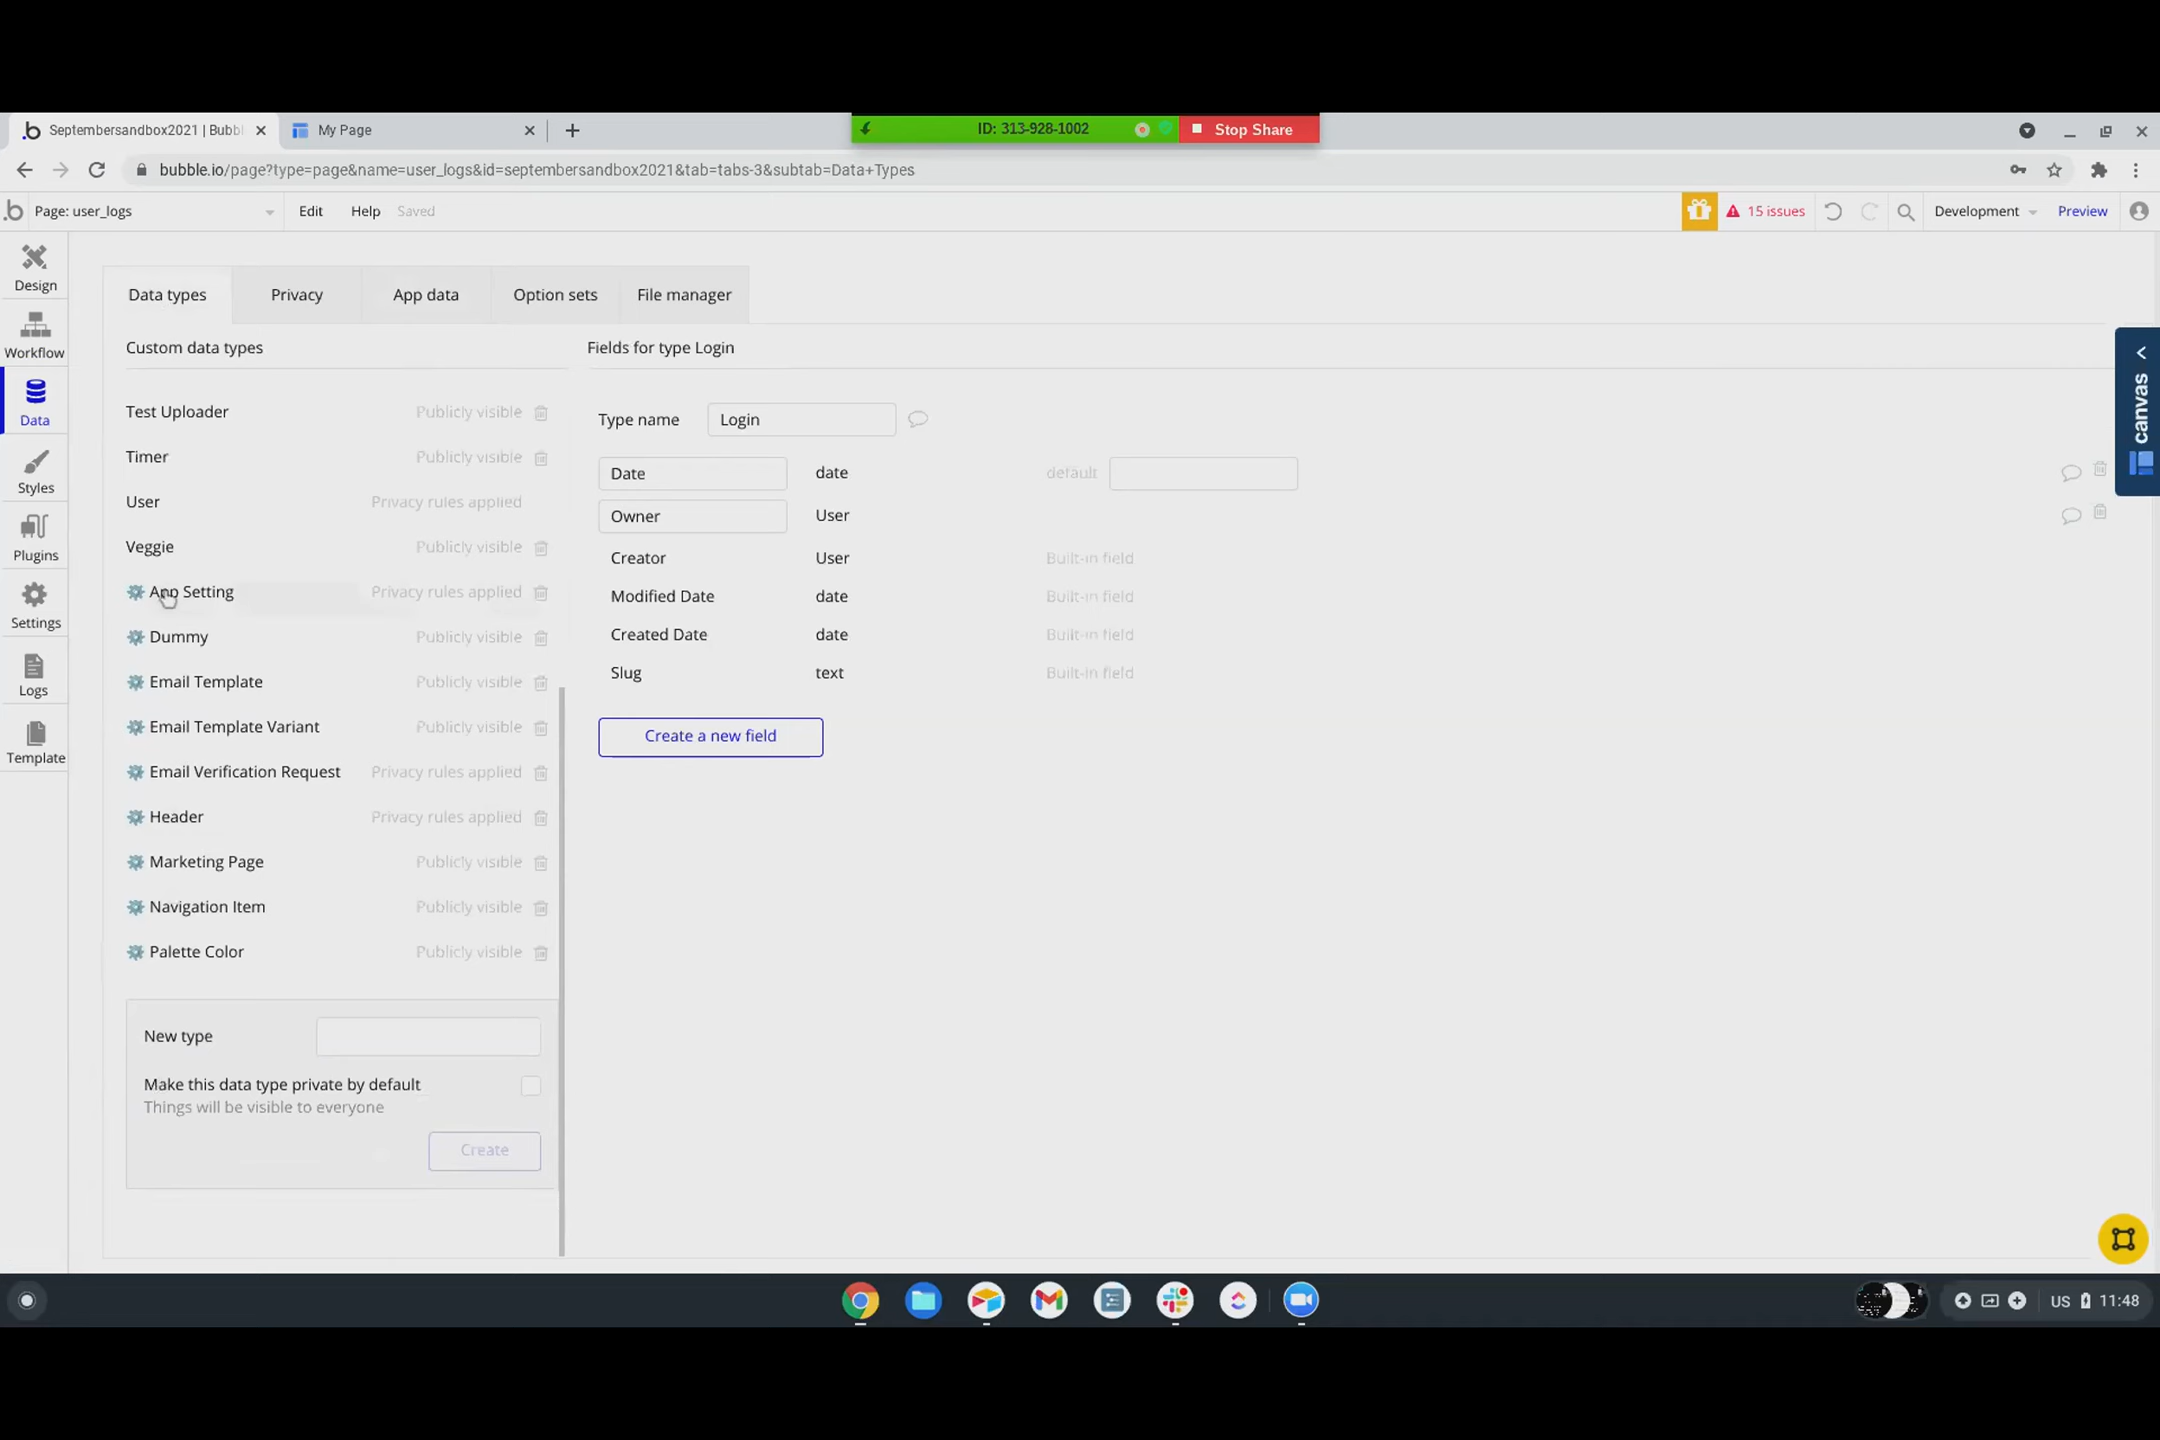 Septembersandbox2021 | Bubbl
My Page
ID: 313-928-1002
Stop Share
bubble.io/page?type=page&name=user_logs&id=septembersandbox2021&tab=tabs-3&subtab=Data+Types
Page: user_logs
Edit
Help
Saved
15 issues
Development
Preview
Design
Workflow
Data
Styles
Plugins
Settings
Logs
Template
Data types
Privacy
App data
Option sets
File manager
Custom data types
Test Uploader Publicly visible
Timer Publicly visible
User Privacy rules applied
Veggie Publicly visible
App Setting Privacy rules applied
Dummy Publicly visible
Email Template Publicly visible
Email Template Variant Publicly visible
Email Verification Request Privacy rules applied
Header Privacy rules applied
Marketing Page Publicly visible
Navigation Item Publicly visible
Palette Color Publicly visible
New type
Make this data type private by default
Things will be visible to everyone
Create
Fields for type Login
Type name Login
Date date default
Owner User
Creator User Built-in field
Modified Date date Built-in field
Created Date date Built-in field
Slug text Built-in field
Create a new field
canvas
US 11:48